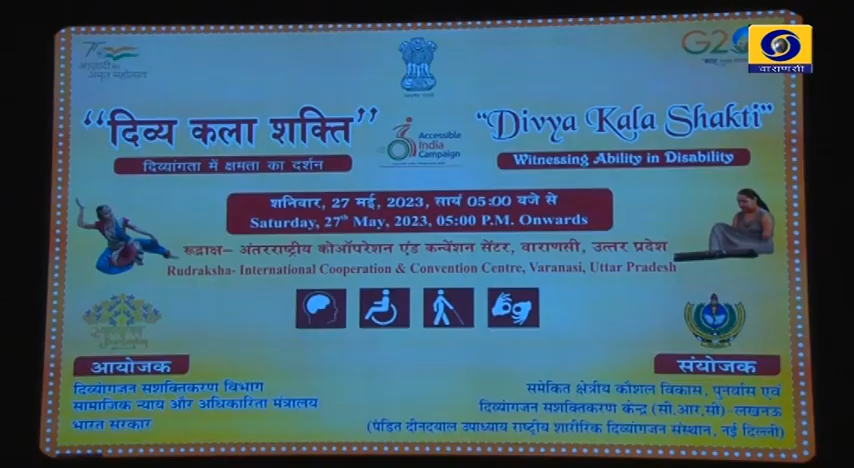 आज़ादी का
अमृत महोत्सव
G20
वाराणसी
“दिव्य कला शक्ति”
दिव्यांगता में क्षमता का दर्शन
Accessible
India
Campaign
“Divya Kala Shakti”
Witnessing Ability in Disability
शनिवार, 27 मई, 2023, सायं 05:00 बजे से
Saturday, 27th May, 2023, 05:00 P.M. Onwards
रूद्राक्ष– अंतरराष्ट्रीय कोऑपरेशन एंड कन्वेंशन सेंटर, वाराणसी, उत्तर प्रदेश
Rudraksha- International Cooperation & Convention Centre, Varanasi, Uttar Pradesh
आयोजक
दिव्यांगजन सशक्तिकरण विभाग
सामाजिक न्याय और अधिकारिता मंत्रालय
भारत सरकार
संयोजक
समेकित क्षेत्रीय कौशल विकास, पुनर्वास एवं
दिव्यांगजन सशक्तिकरण केन्द्र (सी.आर.सी)–लखनऊ
(पंडित दीनदयाल उपाध्याय राष्ट्रीय शारीरिक दिव्यांगजन संस्थान, नई दिल्ली)